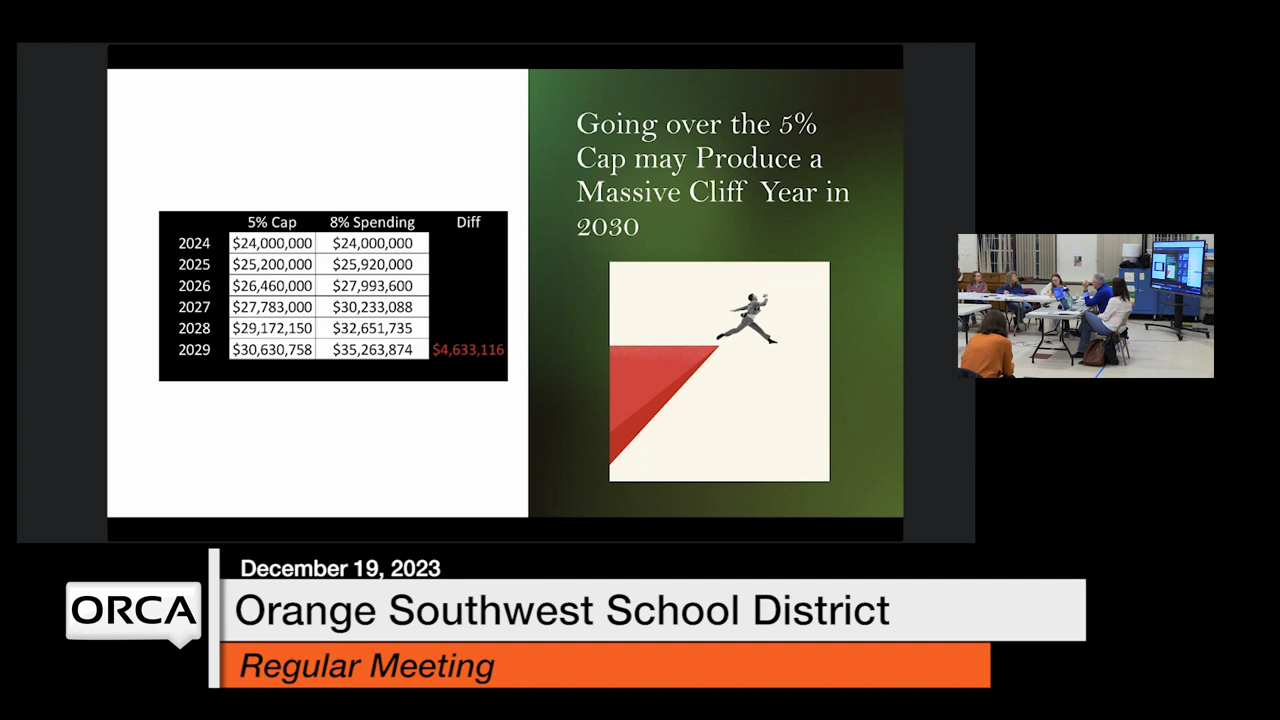 Going over the 5%
Cap may Produce a
Massive Cliff Year in
2030
5% Cap 8% Spending Diff
2024 $24,000,000 $24,000,000
2025 $25,200,000 $25,920,000
2026 $26,460,000 $27,993,600
2027 $27,783,000 $30,233,088
2028 $29,172,150 $32,651,735
2029 $30,630,758 $35,263,874 $4,633,116
December 19, 2023
ORCA
Orange Southwest School District
Regular Meeting